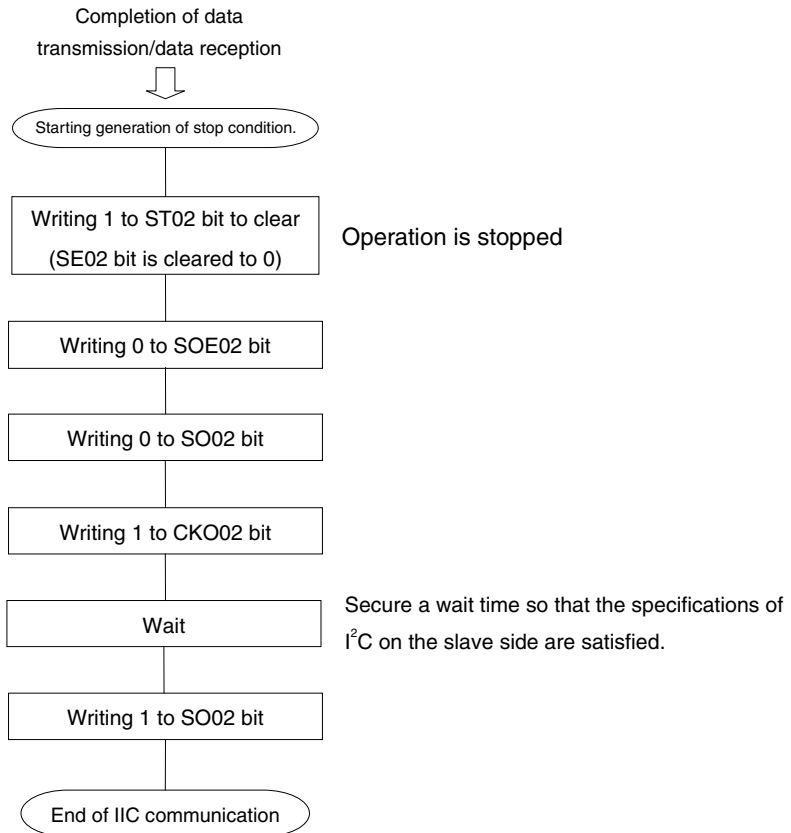 Completion of data
transmission/data reception
Starting generation of stop condition.
Writing 1 to ST02 bit to clear
(SE02 bit is cleared to 0)
Operation is stopped
Writing 0 to SOE02 bit
Writing 0 to SO02 bit
Writing 1 to CKO02 bit
Wait
Secure a wait time so that the specifications of
I²C on the slave side are satisfied.
Writing 1 to SO02 bit
End of IIC communication